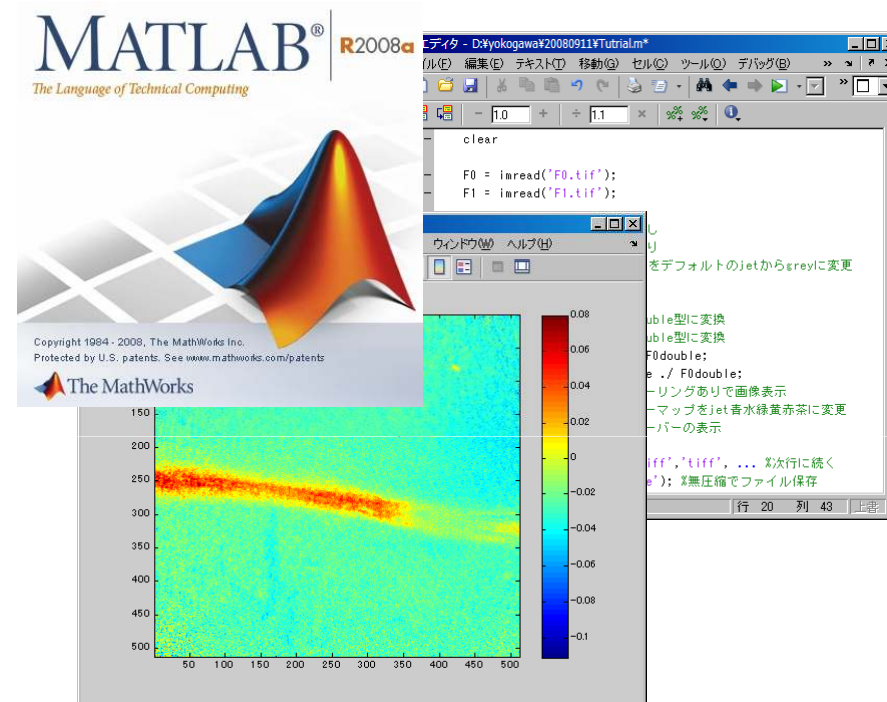 MATLAB®
R2008a
The Language of Technical Computing
Copyright 1984 - 2008, The MathWorks Inc.
Protected by U.S. patents. See www.mathworks.com/patents
The MathWorks
エディタ - D:¥yokogawa¥20080911¥Tutrial.m*
(F) 編集(E) テキスト(T) 移動(G) セル(C) ツール(O) デバッグ(B)
1.0
1.1
clear
F0 = imread('F0.tif');
F1 = imread('F1.tif');
し
り
をデフォルトのjetからgreyに変更
uble型に変換
uble型に変換
F0double;
e ./ F0double;
ーリングありで画像表示
ーマップをjet青水緑黄赤茶に変更
ーバーの表示
iff','tiff', ... %次行に続く
e'); %無圧縮でファイル保存
行 20 列 43 上書
ウィンドウ(W) ヘルプ(H)
0.08
0.06
0.04
0.02
0
-0.02
-0.04
-0.06
-0.08
-0.1
150
200
250
300
350
400
450
500
50 100 150 200 250 300 350 400 450 500